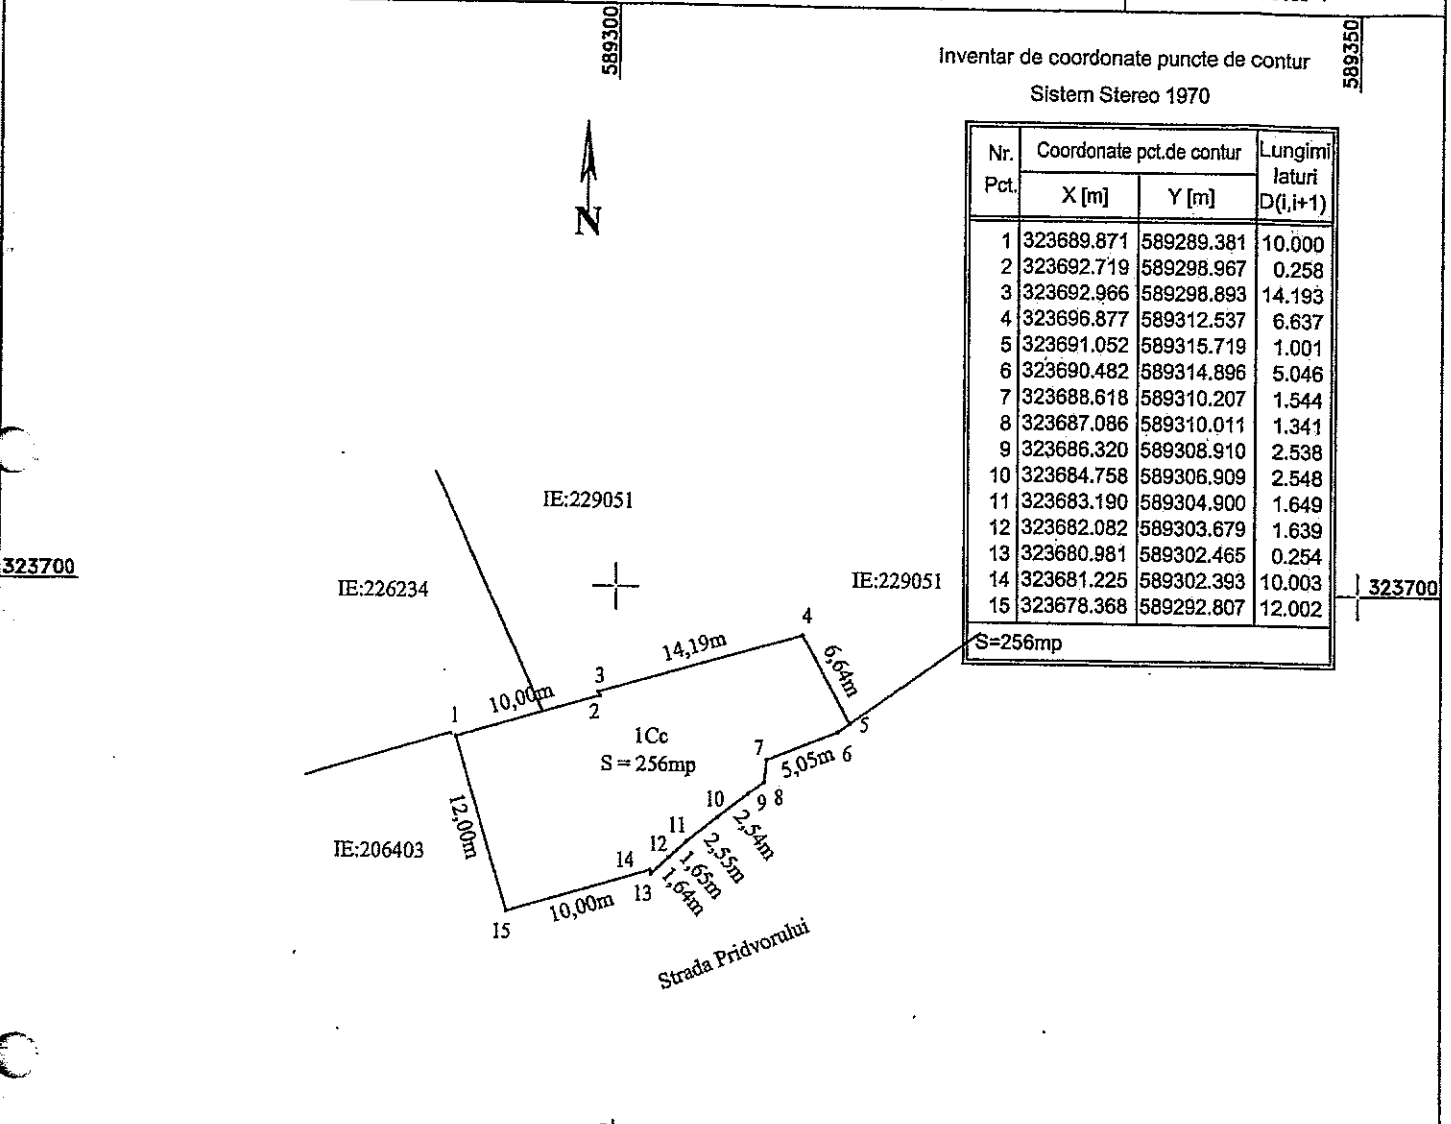 589300
589350
Inventar de coordonate puncte de contur
Sistem Stereo 1970
Nr. Pct. Coordonate pct.de contur Lungimi laturi D(i,i+1)
X [m] Y [m]
1 323689.871 589289.381 10.000
2 323692.719 589298.967 0.258
3 323692.966 589298.893 14.193
4 323696.877 589312.537 6.637
5 323691.052 589315.719 1.001
6 323690.482 589314.896 5.046
7 323688.618 589310.207 1.544
8 323687.086 589310.011 1.341
9 323686.320 589308.910 2.538
10 323684.758 589306.909 2.548
11 323683.190 589304.900 1.649
12 323682.082 589303.679 1.639
13 323680.981 589302.465 0.254
14 323681.225 589302.393 10.003
15 323678.368 589292.807 12.002
S=256mp
N
IE:229051
323700
IE:226234
IE:229051
323700
4
14,19m
6,64m
3
10,00m
2
1
5
1Cc
7
6
S = 256mp
5,05m
10
9 8
12,00m
11
2,54m
IE:206403
12
2,55m
14
1,65m
13
1,64m
10,00m
15
Strada Pridvorului